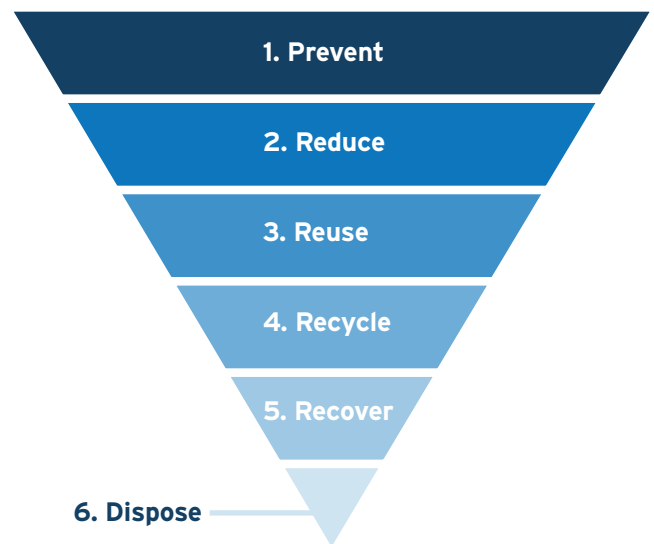 1. Prevent
2. Reduce
3. Reuse
4. Recycle
5. Recover
6. Dispose